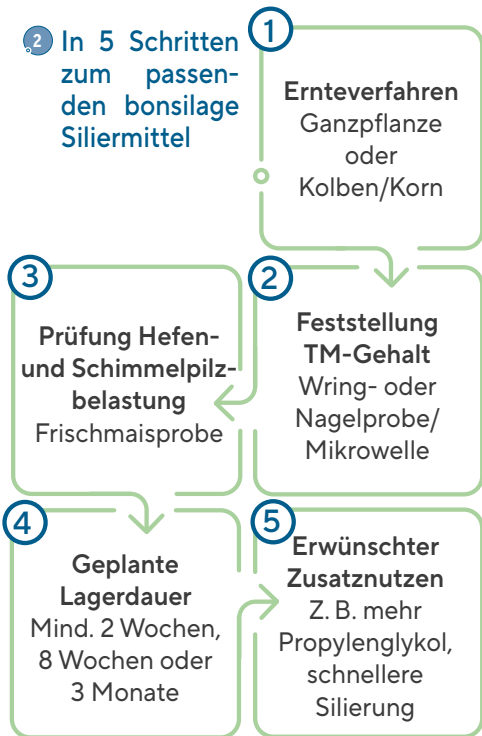 2 In 5 Schritten
zum passen-
den bonsilage
Siliermittel
1
Ernteverfahren
Ganzpflanze
oder
Kolben/Korn
2
Feststellung
TM-Gehalt
Wring- oder
Nagelprobe/
Mikrowelle
3
Prüfung Hefen-
und Schimmelpilz-
belastung
Frischmaisprobe
4
Geplante
Lagerdauer
Mind. 2 Wochen,
8 Wochen oder
3 Monate
5
Erwünschter
Zusatznutzen
Z. B. mehr
Propylenglykol,
schnellere
Silierung